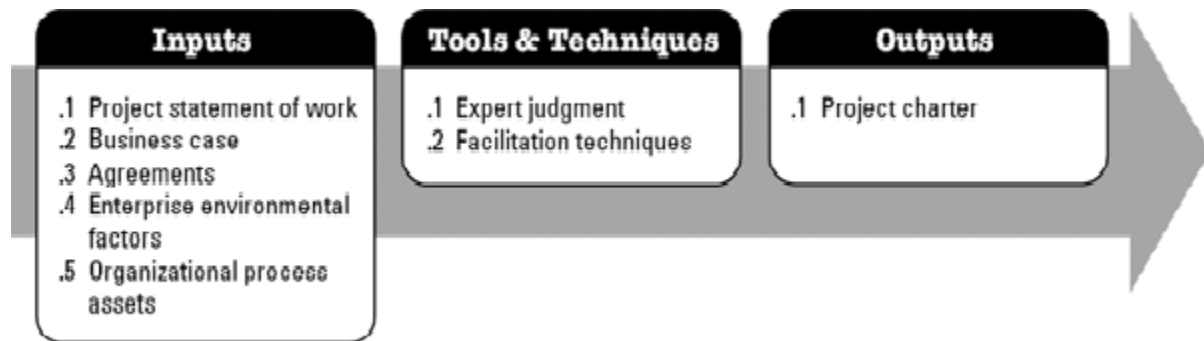 Inputs
.1 Project statement of work
.2 Business case
.3 Agreements
.4 Enterprise environmental
factors
.5 Organizational process
assets
Tools & Techniques
.1 Expert judgment
.2 Facilitation techniques
Outputs
.1 Project charter